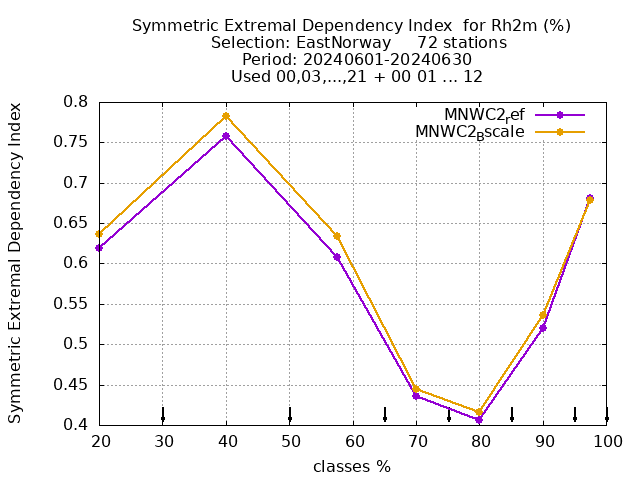 Symmetric Extremal Dependency Index  for Rh2m (%)
Selection: EastNorway     72 stations
Period: 20240601-20240630
Used 00,03,...,21 + 00 01 ... 12
MNWC2ref
MNWC2Bscale
Symmetric Extremal Dependency Index
0.8
0.75
0.7
0.65
0.6
0.55
0.5
0.45
0.4
20 30 40 50 60 70 80 90 100
classes %